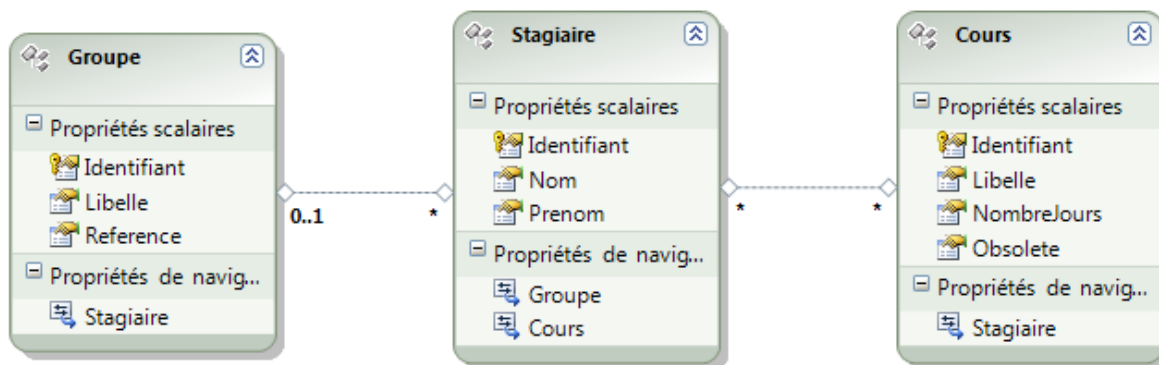 Groupe
Propriétés scalaires
Identifiant
Libelle
Reference
Propriétés de navig...
Stagiaire
0..1
*
Stagiaire
Propriétés scalaires
Identifiant
Nom
Prenom
Propriétés de navig...
Groupe
Cours
*
*
Cours
Propriétés scalaires
Identifiant
Libelle
NombreJours
Obsolete
Propriétés de navig...
Stagiaire